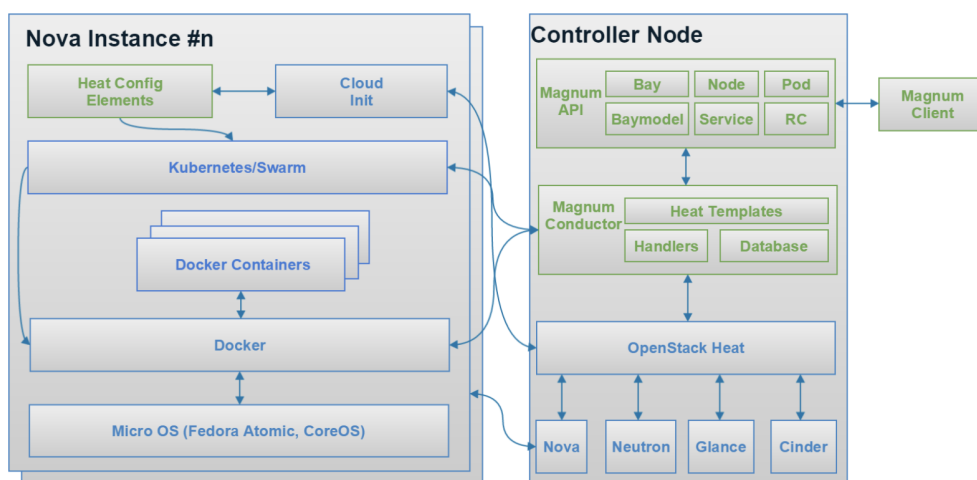 Nova Instance #n
Heat Config
Elements
Cloud
Init
Kubernetes/Swarm
Docker Containers
Docker
Micro OS (Fedora Atomic, CoreOS)
Controller Node
Magnum
API
Bay
Node
Pod
Baymodel
Service
RC
Magnum
Client
Magnum
Conductor
Heat Templates
Handlers
Database
OpenStack Heat
Nova
Neutron
Glance
Cinder